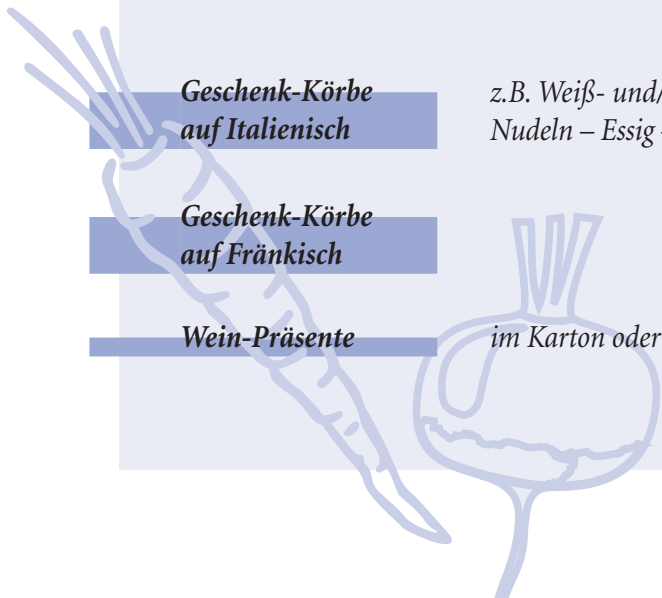 Geschenk-Körbe
auf Italienisch
z.B. Weiß- und/
Nudeln – Essig
Geschenk-Körbe
auf Fränkisch
Wein-Präsente
im Karton oder